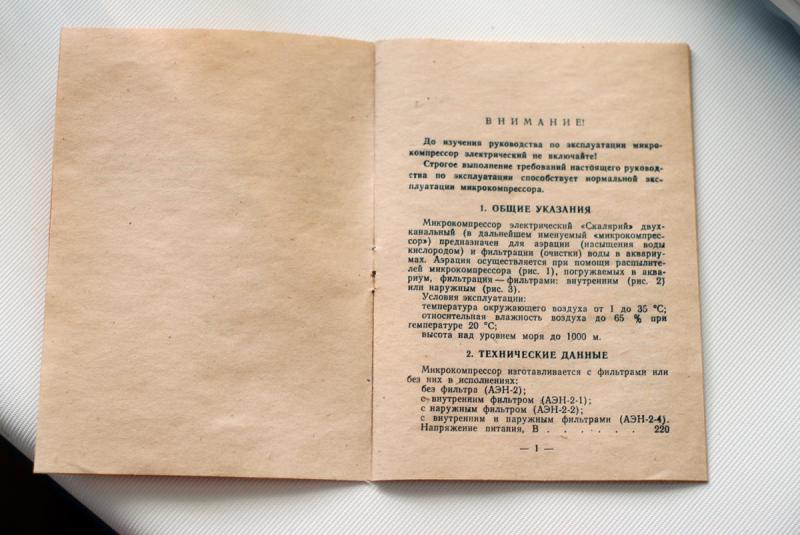 ВНИМАНИЕ!
До изучения руководства по эксплуатации микро-
компрессор электрический не включайте!
Строгое выполнение требований настоящего руковод-
ства по эксплуатации способствует нормальной экс-
плуатации микрокомпрессора.
1. ОБЩИЕ УКАЗАНИЯ
Микрокомпрессор электрический «Скалярий» двух-
канальный (в дальнейшем именуемый «микрокомпрес-
сор») предназначен для аэрации (насыщения воды
кислородом) и фильтрации (очистки) воды в аквариу-
мах. Аэрация осуществляется при помощи распылите-
лей микрокомпрессора (рис. 1), погружаемых в аква-
риум, фильтрация — фильтрами: внутренним (рис. 2)
или наружным (рис. 3).
Условия эксплуатации:
температура окружающего воздуха от 1 до 35 °С;
относительная влажность воздуха до 65 % при
температуре 20 °С;
высота над уровнем моря до 1000 м.
2. ТЕХНИЧЕСКИЕ ДАННЫЕ
Микрокомпрессор изготавливается с фильтрами или
без них в исполнениях:
без фильтра (АЭН-2);
с внутренним фильтром (АЭН-2-1);
с наружным фильтром (АЭН-2-2);
с внутренним и наружным фильтрами (АЭН-2-4).
Напряжение питания, В . . . . . . . 220
— 1 —